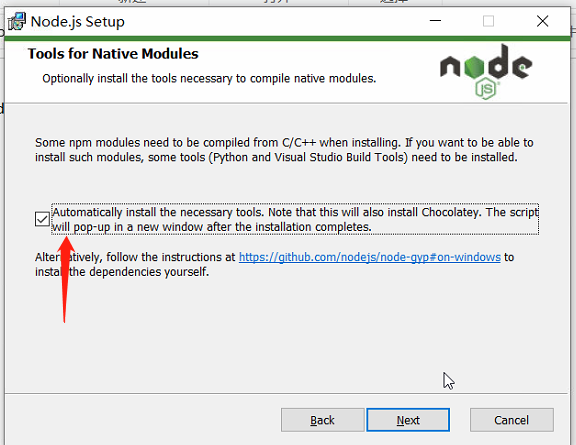 Node.js Setup
Tools for Native Modules
Optionally install the tools necessary to compile native modules.
node
JS
Some npm modules need to be compiled from C/C++ when installing. If you want to be able to
install such modules, some tools (Python and Visual Studio Build Tools) need to be installed.
Automatically install the necessary tools. Note that this will also install Chocolatey. The script
will pop-up in a new window after the installation completes.
Alternatively, follow the instructions at https://github.com/nodejs/node-gyp#on-windows to
install the dependencies yourself.
Back
Next
Cancel